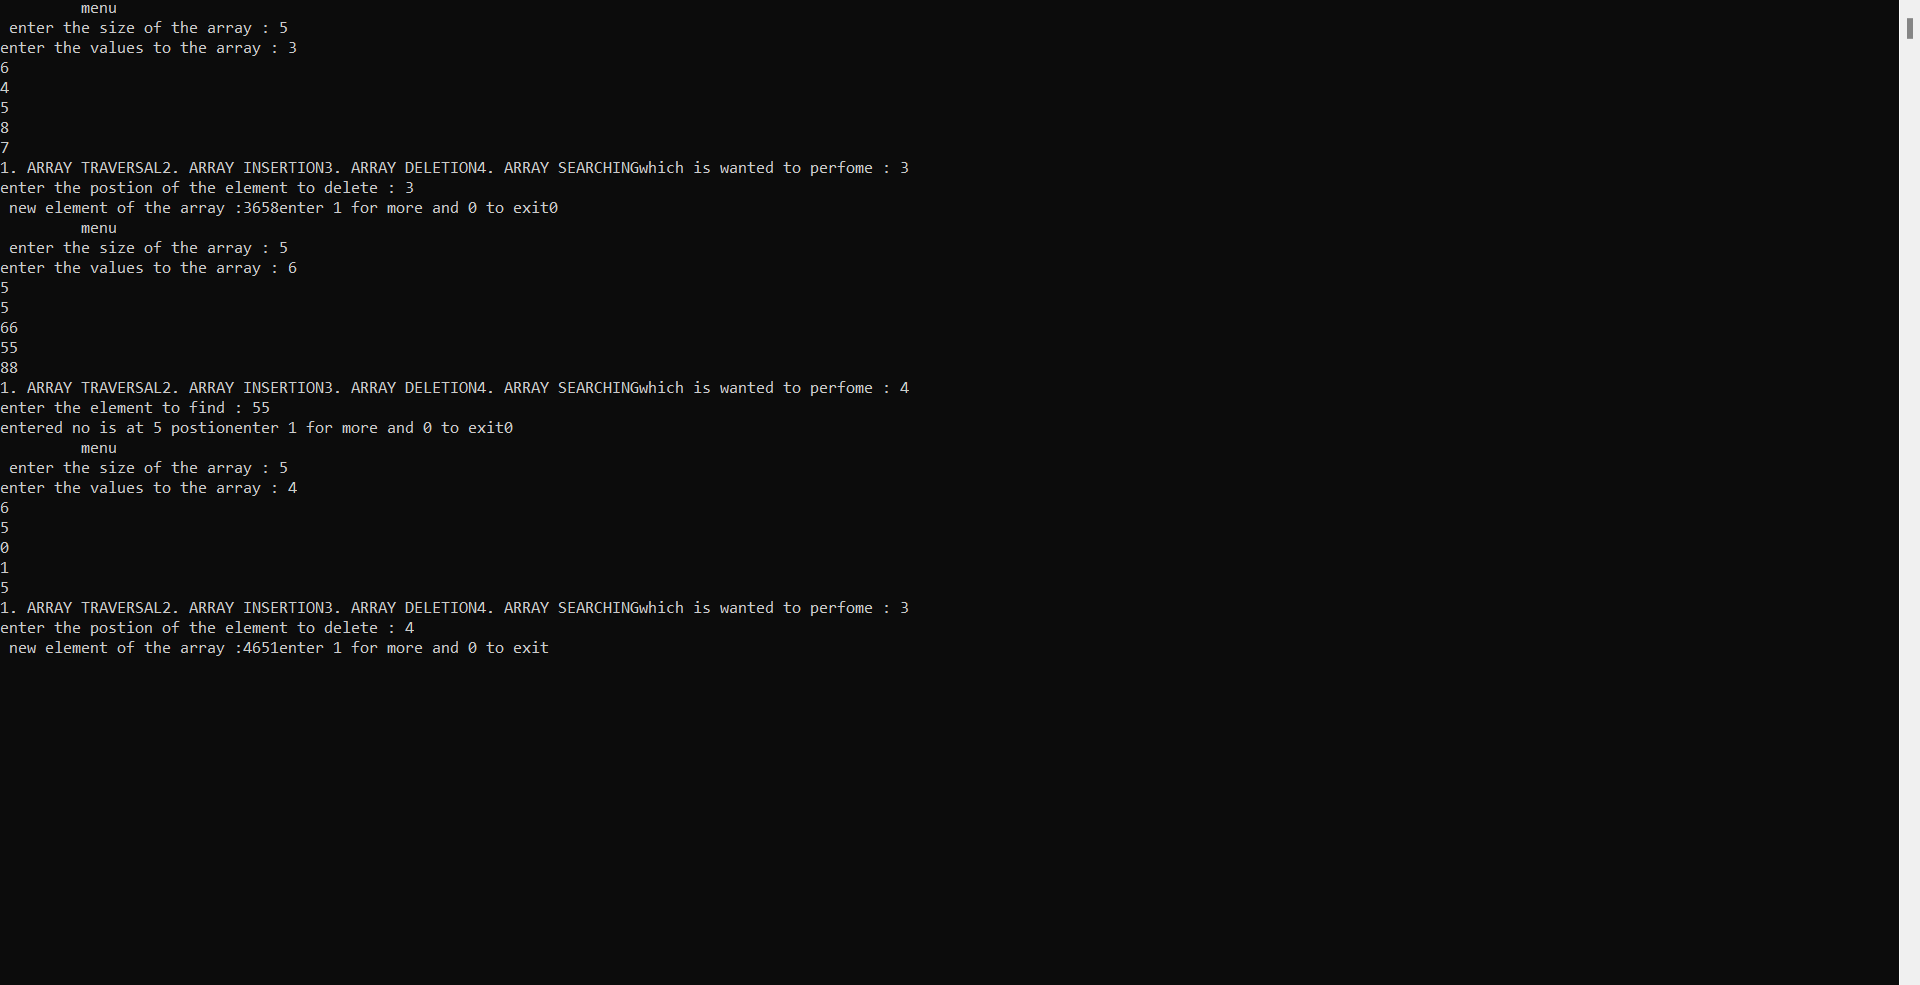 menu
enter the size of the array : 5
enter the values to the array : 3
6
4
5
8
7
1. ARRAY TRAVERSAL2. ARRAY INSERTION3. ARRAY DELETION4. ARRAY SEARCHINGwhich is wanted to perfome : 3
enter the postion of the element to delete : 3
new element of the array :3658enter 1 for more and 0 to exit0
menu
enter the size of the array : 5
enter the values to the array : 6
5
5
66
55
88
1. ARRAY TRAVERSAL2. ARRAY INSERTION3. ARRAY DELETION4. ARRAY SEARCHINGwhich is wanted to perfome : 4
enter the element to find : 55
entered no is at 5 postionenter 1 for more and 0 to exit0
menu
enter the size of the array : 5
enter the values to the array : 4
6
5
0
1
5
1. ARRAY TRAVERSAL2. ARRAY INSERTION3. ARRAY DELETION4. ARRAY SEARCHINGwhich is wanted to perfome : 3
enter the postion of the element to delete : 4
new element of the array :4651enter 1 for more and 0 to exit